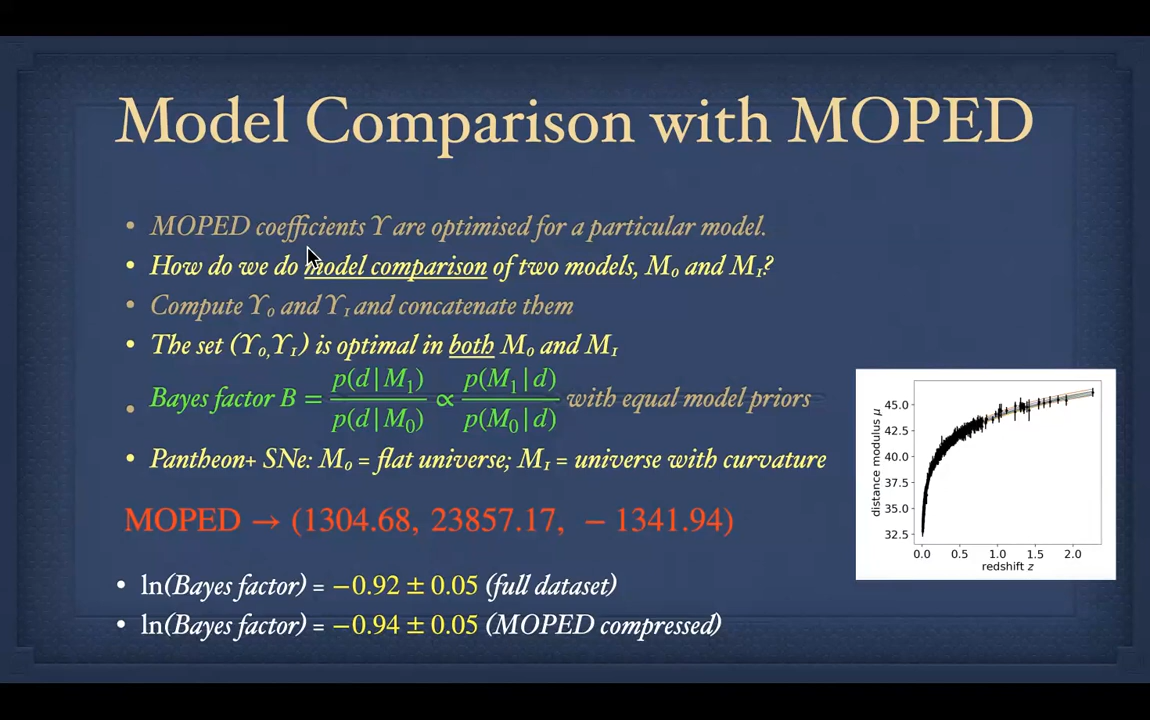 Model Comparison with MOPED
• MOPED coefficients Y are optimised for a particular model.
• How do we do model comparison of two models, M₀ and M₁?
• Compute Y₀ and Y₁ and concatenate them
• The set (Y₀,Y₁) is optimal in both M₀ and M₁
• Bayes factor B = p(d|M₁)/p(d|M₀) ∝ p(M₁|d)/p(M₀|d) with equal model priors
• Pantheon+ SNe: M₀ = flat universe; M₁ = universe with curvature
MOPED → (1304.68, 23857.17, − 1341.94)
• ln(Bayes factor) = −0.92 ± 0.05 (full dataset)
• ln(Bayes factor) = −0.94 ± 0.05 (MOPED compressed)
distance modulus μ
45.0
42.5
40.0
37.5
35.0
32.5
0.0 0.5 1.0 1.5 2.0
redshift z